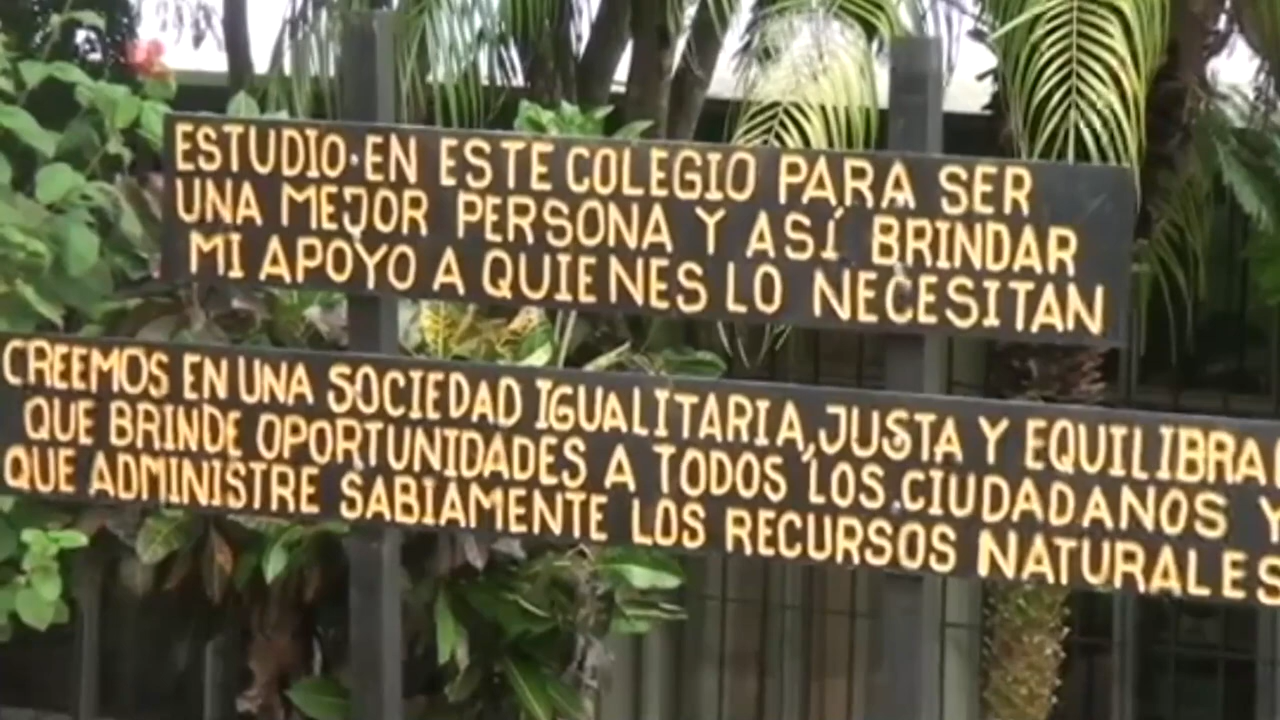 ESTUDIO EN ESTE COLEGIO PARA SER
UNA MEJOR PERSONA Y ASÍ BRINDAR
MI APOYO A QUIENES LO NECESITAN
CREEMOS EN UNA SOCIEDAD IGUALITARIA, JUSTA Y EQUILIBRA
QUE BRINDE OPORTUNIDADES A TODOS LOS CIUDADANOS Y
QUE ADMINISTRE SABIAMENTE LOS RECURSOS NATURALES